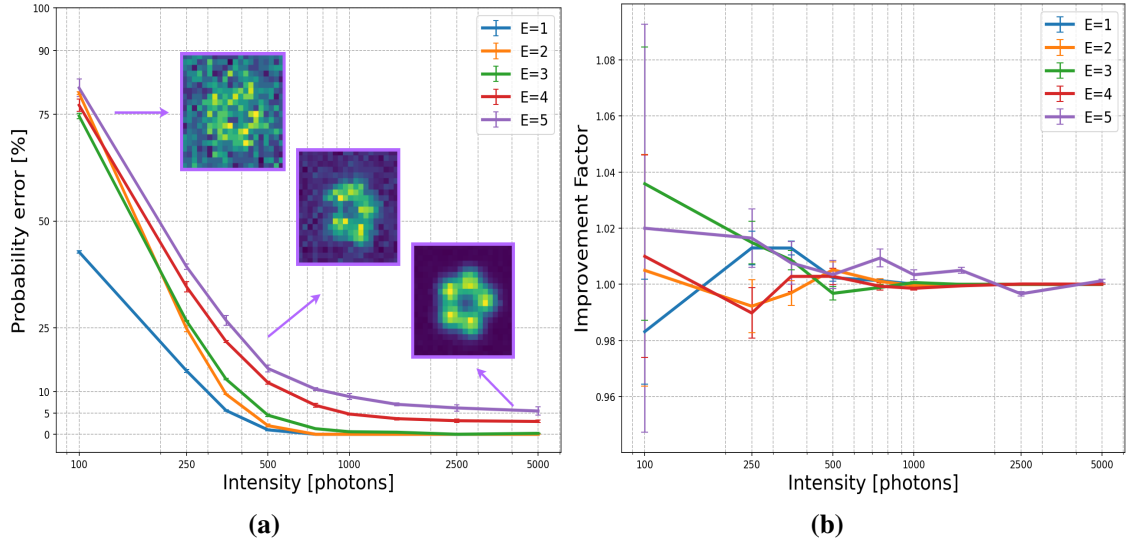 100
90
75
50
25
10
5
0
Probability error [%]
E=1
E=2
E=3
E=4
E=5
100
250
500
1000
2500
5000
Intensity [photons]
(a)
1.08
1.06
1.04
1.02
1.00
0.98
0.96
Improvement Factor
E=1
E=2
E=3
E=4
E=5
100
250
500
1000
2500
5000
Intensity [photons]
(b)